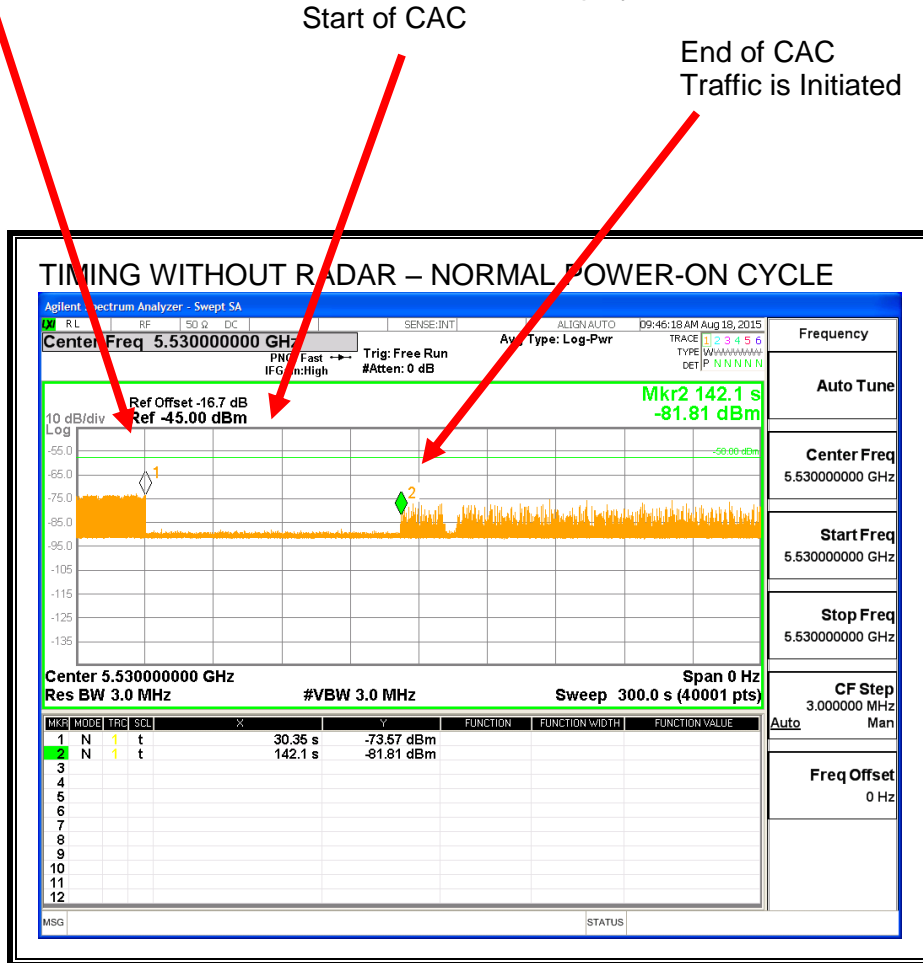 Start of CAC
End of CAC
Traffic is Initiated
TIMING WITHOUT RADAR – NORMAL POWER-ON CYCLE
Agilent Spectrum Analyzer - Swept SA
LXI RL RF 50 Ω DC SENSE:INT ALIGN AUTO 09:46:18 AM Aug 18, 2015
Center Freq 5.530000000 GHz
PNO: Fast
IFGain:High
Trig: Free Run
#Atten: 0 dB
Avg Type: Log-Pwr
TRACE 1 2 3 4 5 6
TYPE WWWWWW
DET P N N N N N
Frequency
Auto Tune
Center Freq
5.530000000 GHz
Start Freq
5.530000000 GHz
Stop Freq
5.530000000 GHz
CF Step
3.000000 MHz
Auto Man
Freq Offset
0 Hz
Mkr2 142.1 s
-81.81 dBm
Ref Offset -16.7 dB
10 dB/div Ref -45.00 dBm
Log
-55.0
-65.0
-75.0
-85.0
-95.0
-105
-115
-125
-135
1
2
Center 5.530000000 GHz Span 0 Hz
Res BW 3.0 MHz #VBW 3.0 MHz Sweep 300.0 s (40001 pts)
MKR MODE TRC SCL X Y FUNCTION FUNCTION WIDTH FUNCTION VALUE
1 N 1 t 30.35 s -73.57 dBm
2 N 1 t 142.1 s -81.81 dBm
3
4
5
6
7
8
9
10
11
12
MSG STATUS